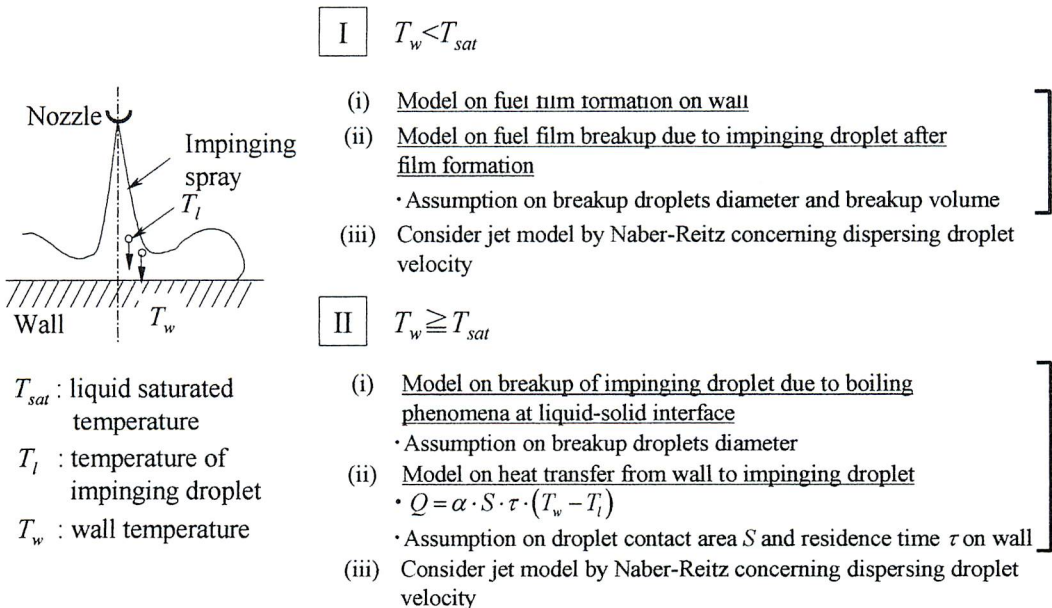 Nozzle
Impinging
spray
T_l
Wall
T_w
T_sat : liquid saturated
temperature
T_l : temperature of
impinging droplet
T_w : wall temperature
I T_w<T_sat
(i) Model on fuel film formation on wall
(ii) Model on fuel film breakup due to impinging droplet after
film formation
・Assumption on breakup droplets diameter and breakup volume
(iii) Consider jet model by Naber-Reitz concerning dispersing droplet
velocity
II T_w≧T_sat
(i) Model on breakup of impinging droplet due to boiling
phenomena at liquid-solid interface
・Assumption on breakup droplets diameter
(ii) Model on heat transfer from wall to impinging droplet
・Q=α·S·τ·(T_w−T_l)
・Assumption on droplet contact area S and residence time τ on wall
(iii) Consider jet model by Naber-Reitz concerning dispersing droplet
velocity